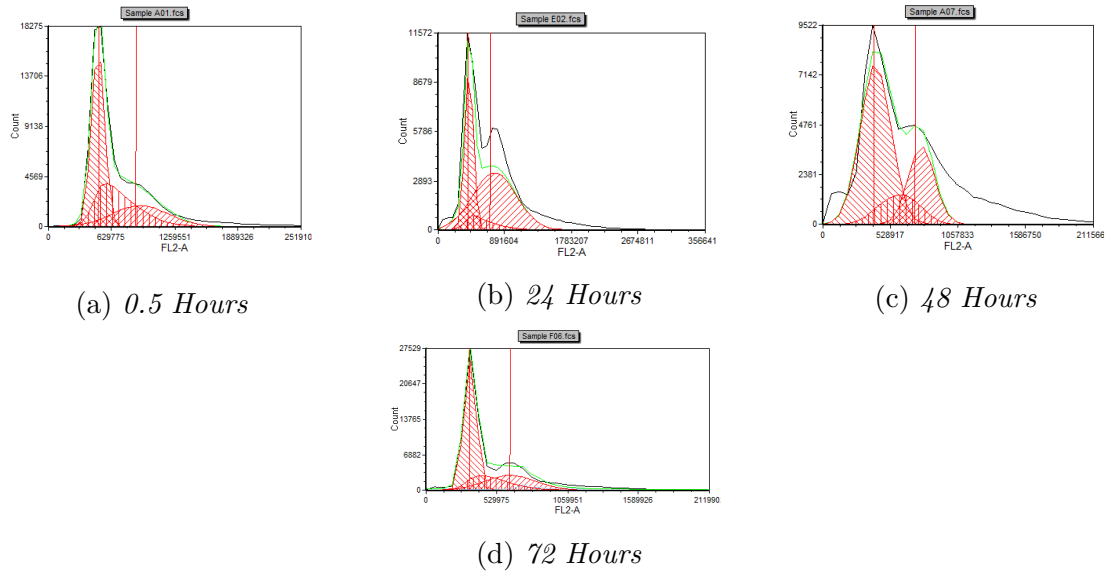 Sample A01.fcs
18275
13706
9138
4569
0
Count
0
629775
1259551
1889326
251910
FL2-A
(a) 0.5 Hours
Sample E02.fcs
11572
8679
5786
2893
0
Count
0
891604
1783207
2674811
356641
FL2-A
(b) 24 Hours
Sample A07.fcs
9522
7142
4761
2381
0
Count
0
528917
1057833
1586750
211566
FL2-A
(c) 48 Hours
Sample F06.fcs
27529
20647
13765
6882
0
Count
0
529975
1059951
1589926
211990
FL2-A
(d) 72 Hours